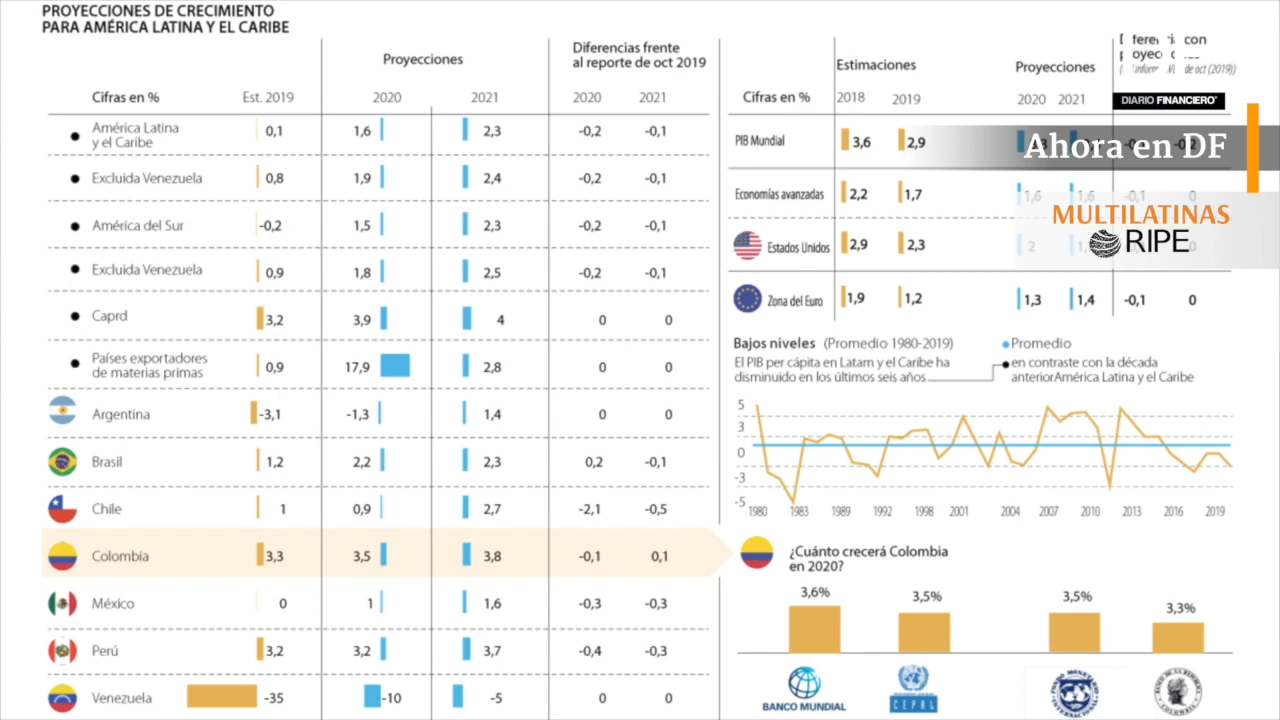 PROYECCIONES DE CRECIMIENTO
PARA AMÉRICA LATINA Y EL CARIBE
Proyecciones
Diferencias frente
al reporte de oct 2019
Cifras en % Est. 2019 2020 2021 2020 2021
América Latina
y el Caribe 0,1 1,6 2,3 -0,2 -0,1
Excluida Venezuela 0,8 1,9 2,4 -0,2 -0,1
América del Sur -0,2 1,5 2,3 -0,2 -0,1
Excluida Venezuela 0,9 1,8 2,5 -0,2 -0,1
Caprd 3,2 3,9 4 0 0
Países exportadores
de materias primas 0,9 17,9 2,8 0 0
Argentina -3,1 -1,3 1,4 0 0
Brasil 1,2 2,2 2,3 0,2 -0,1
Chile 1 0,9 2,7 -2,1 -0,5
Colombia 3,3 3,5 3,8 -0,1 0,1
México 0 1 1,6 -0,3 -0,3
Perú 3,2 3,2 3,7 -0,4 -0,3
Venezuela -35 -10 -5 0 0
Estimaciones Proyecciones
con
de oct (2019))
Cifras en % 2018 2019 2020 2021
DIARIO FINANCIERO
PIB Mundial 3,6 2,9
Ahora en DF
Economías avanzadas 2,2 1,7 1,6 1,6 -0,1 0
MULTILATINAS
RIPE
Estados Unidos 2,9 2,3 2 0
Zona del Euro 1,9 1,2 1,3 1,4 -0,1 0
Bajos niveles (Promedio 1980-2019)
El PIB per cápita en Latam y el Caribe ha
disminuido en los últimos seis años
Promedio
en contraste con la década
anteriorAmérica Latina y el Caribe
5
3
0
-3
-5
1980 1983 1989 1992 1998 2001 2004 2007 2013 2016 2019
¿Cuánto crecerá Colombia
en 2020?
3,6% 3,5% 3,5% 3,3%
BANCO MUNDIAL
CEPAL
FONDO MONETARIO
INTERNACIONAL
BANCO DE LA REPÚBLICA
COLOMBIA